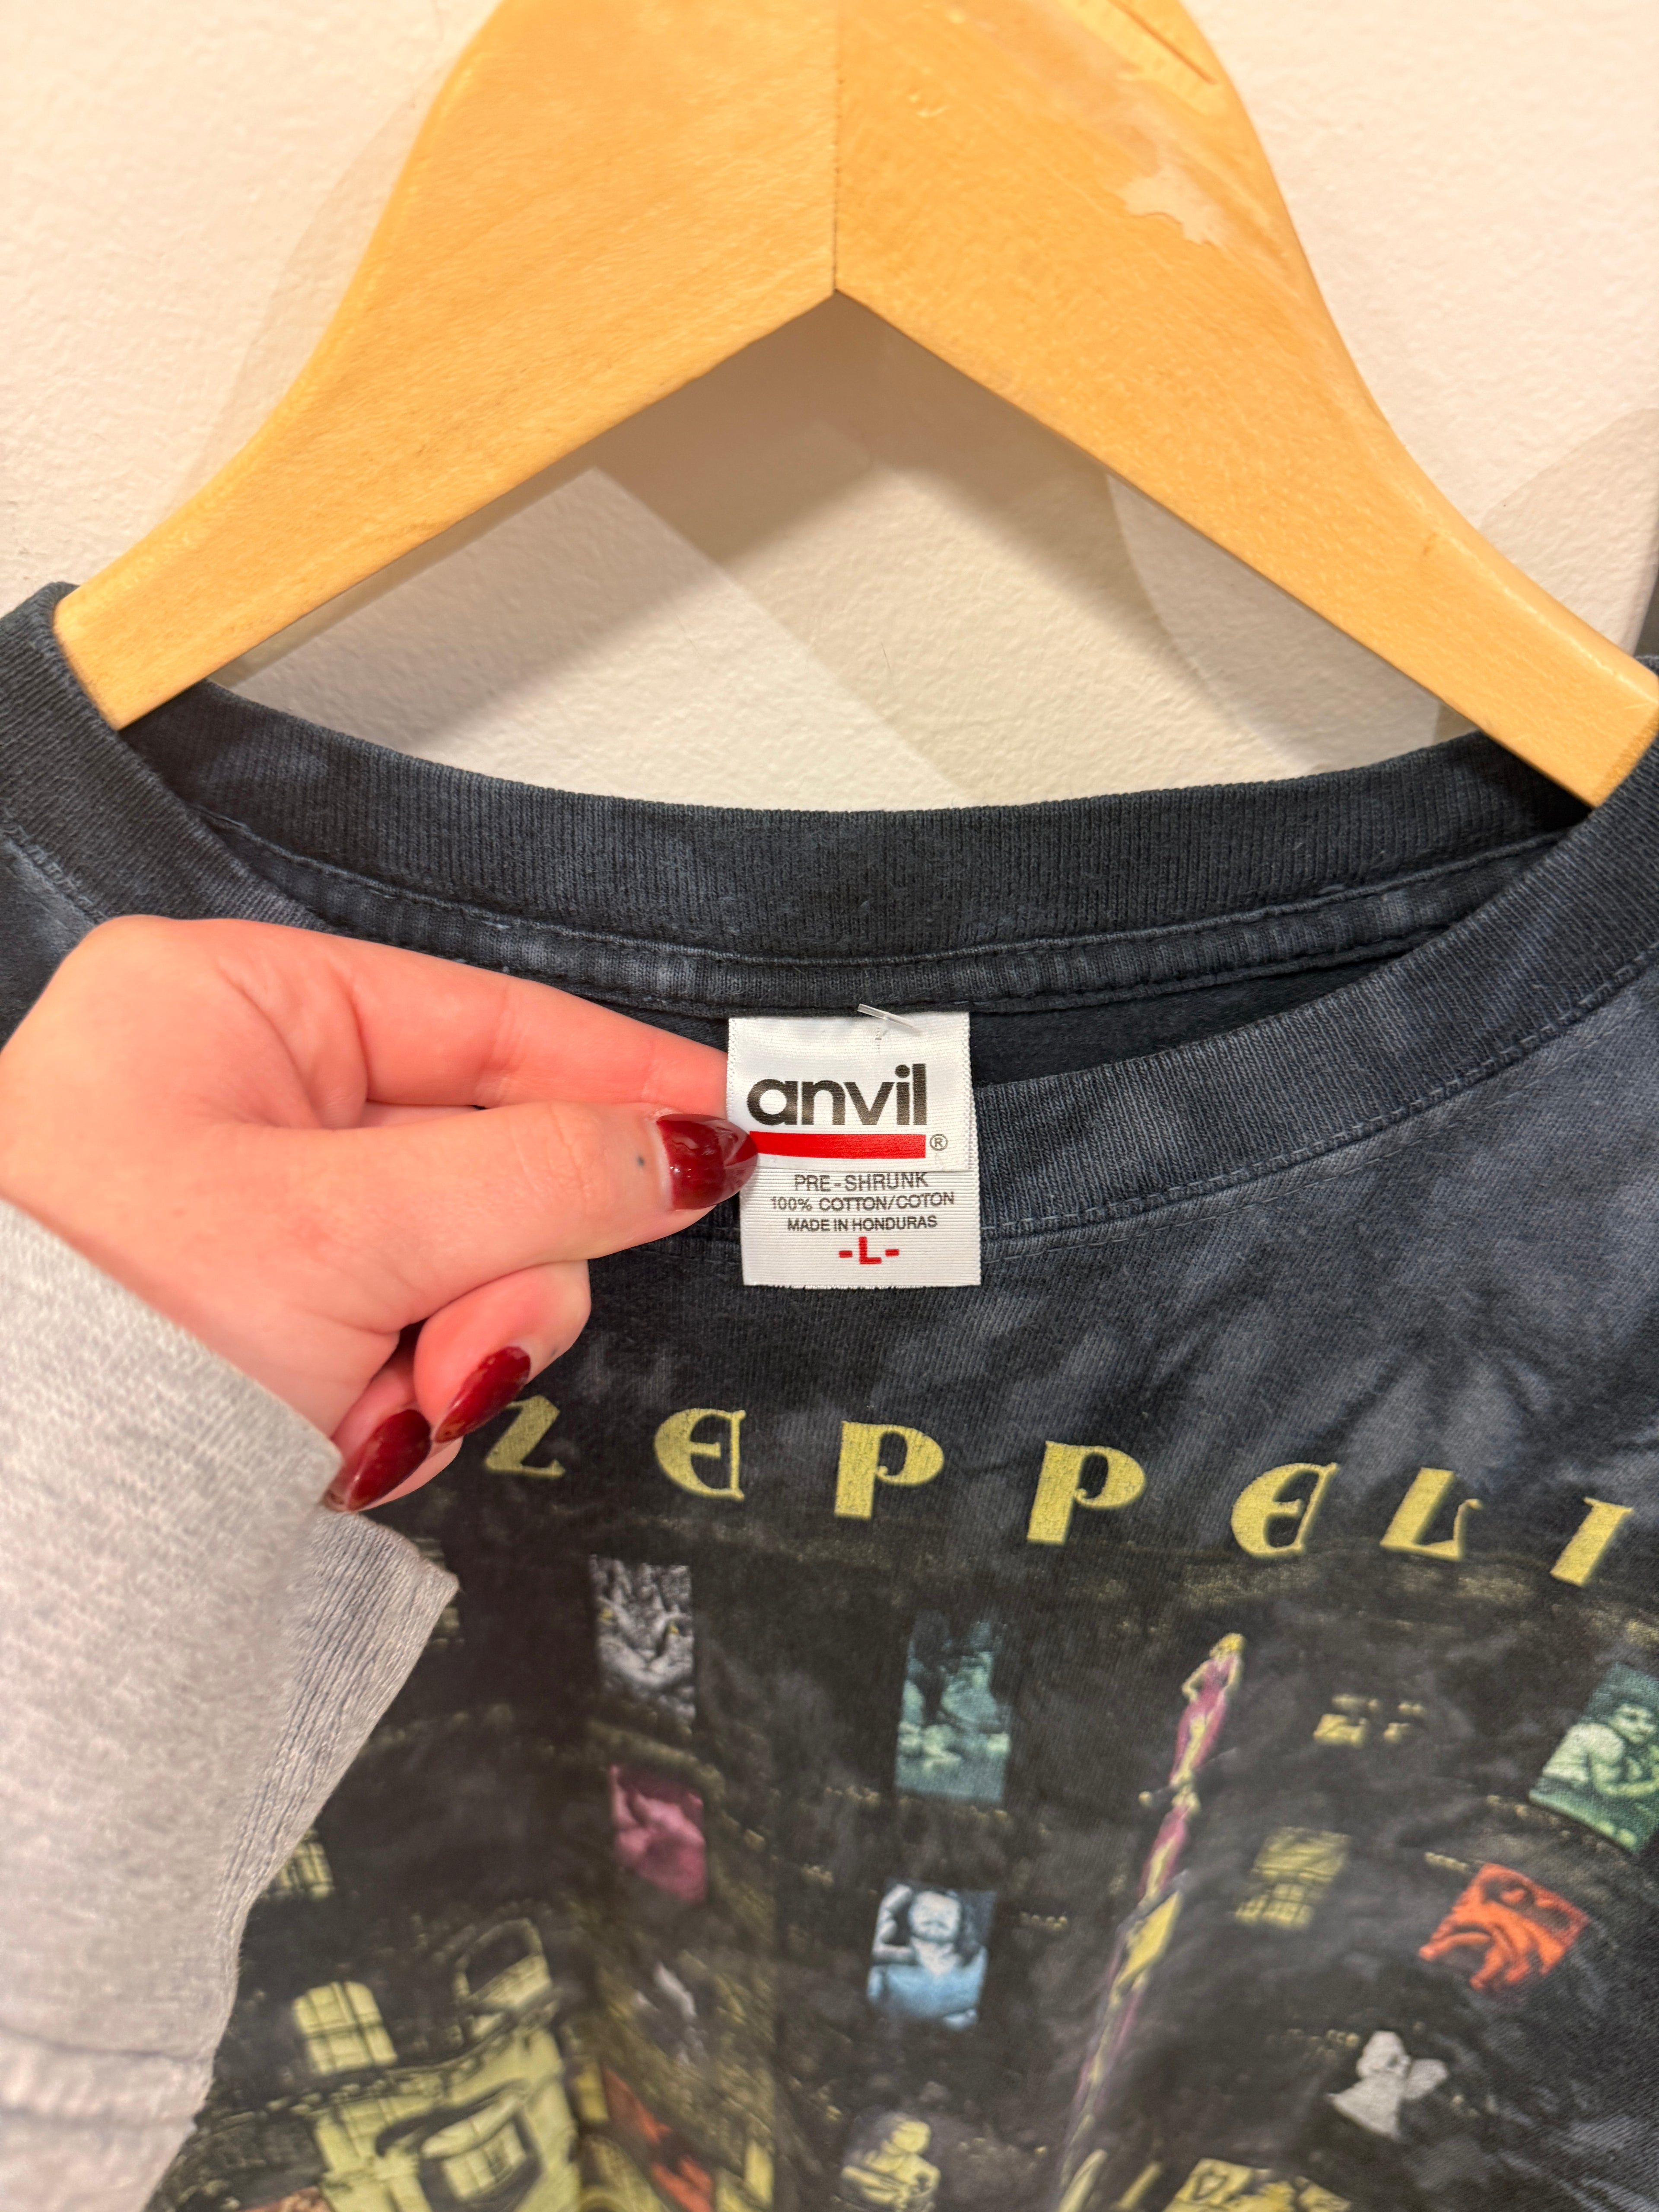 anvil®
PRE-SHRUNK
100% COTTON/COTON
MADE IN HONDURAS
-L-
ZEPPELI